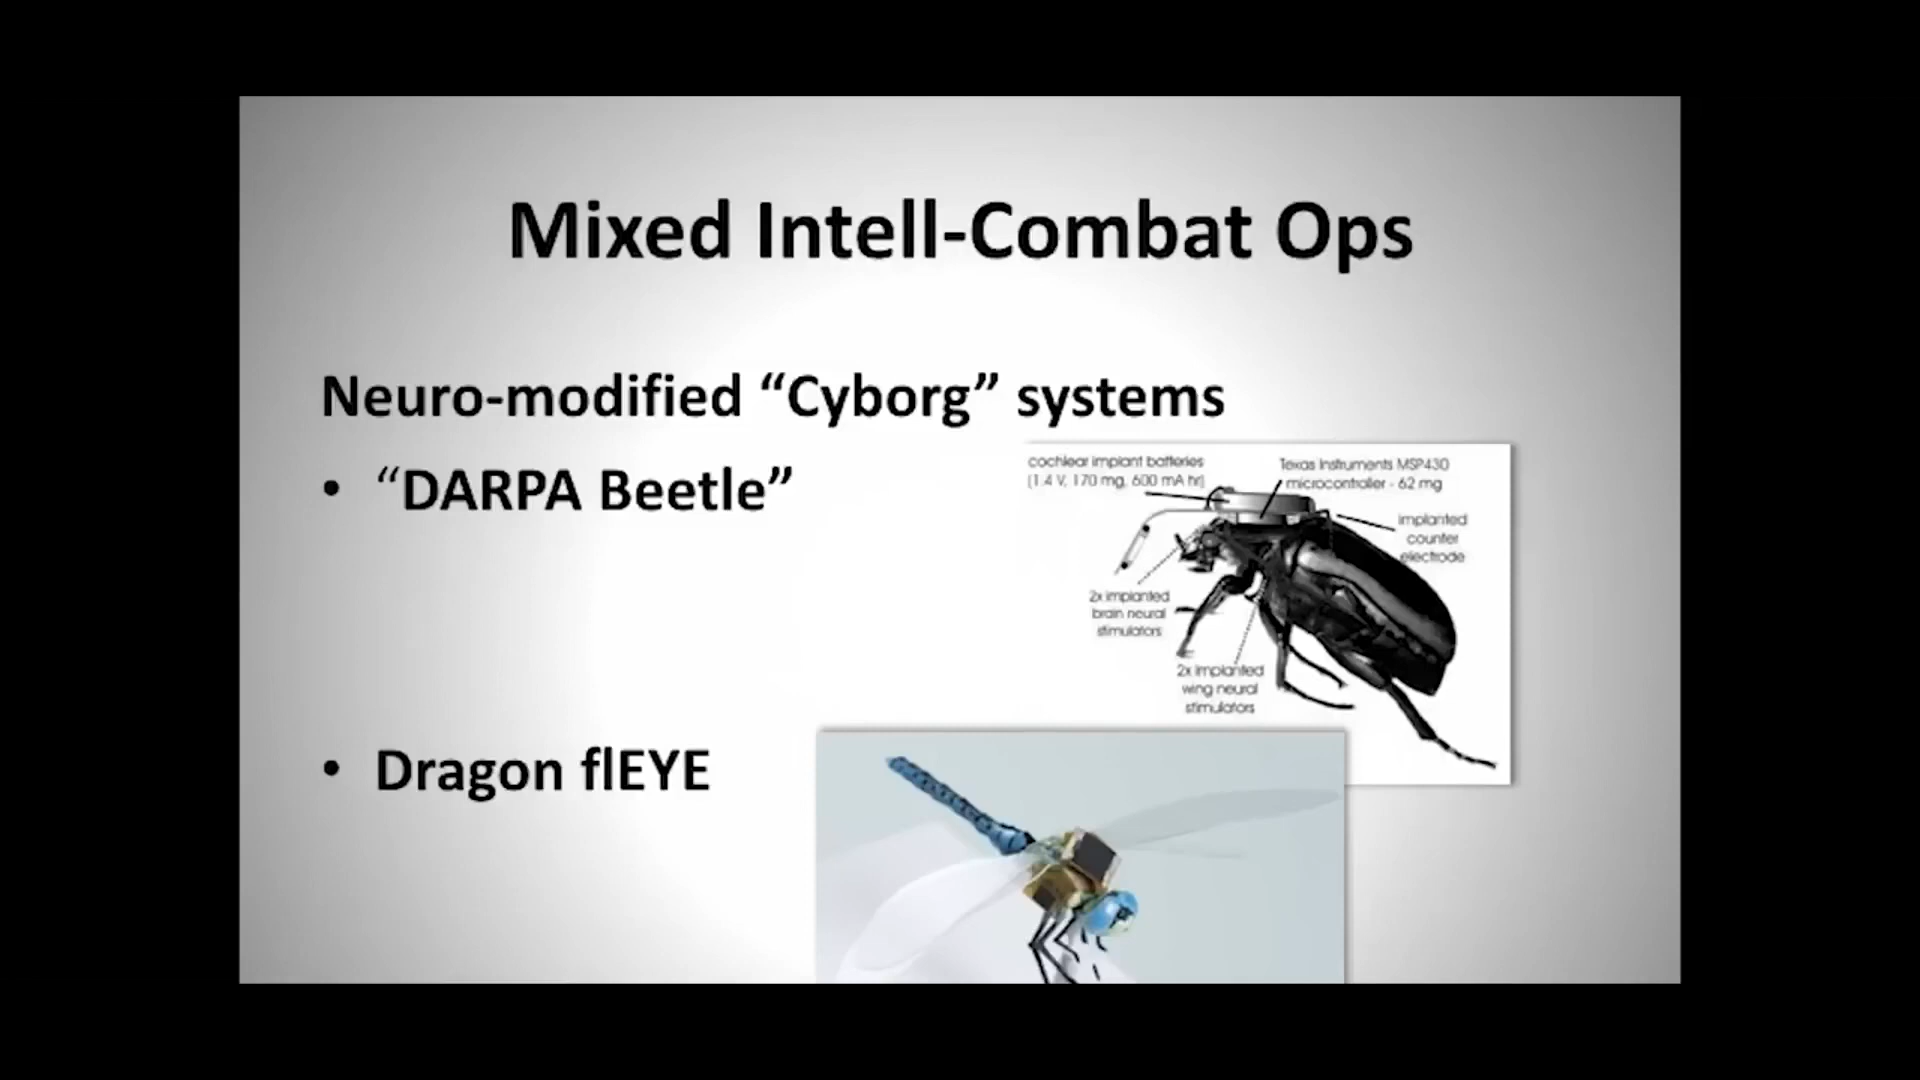 Mixed Intell-Combat Ops
Neuro-modified “Cyborg” systems
• “DARPA Beetle”
cochlear implant batteries
(1.4 V, 170 mg, 600 mA hr)
Texas Instruments MSP430
microcontroller - 62 mg
implanted
counter
electrode
2x implanted
brain neural
stimulators
2x implanted
wing neural
stimulators
• Dragon flEYE